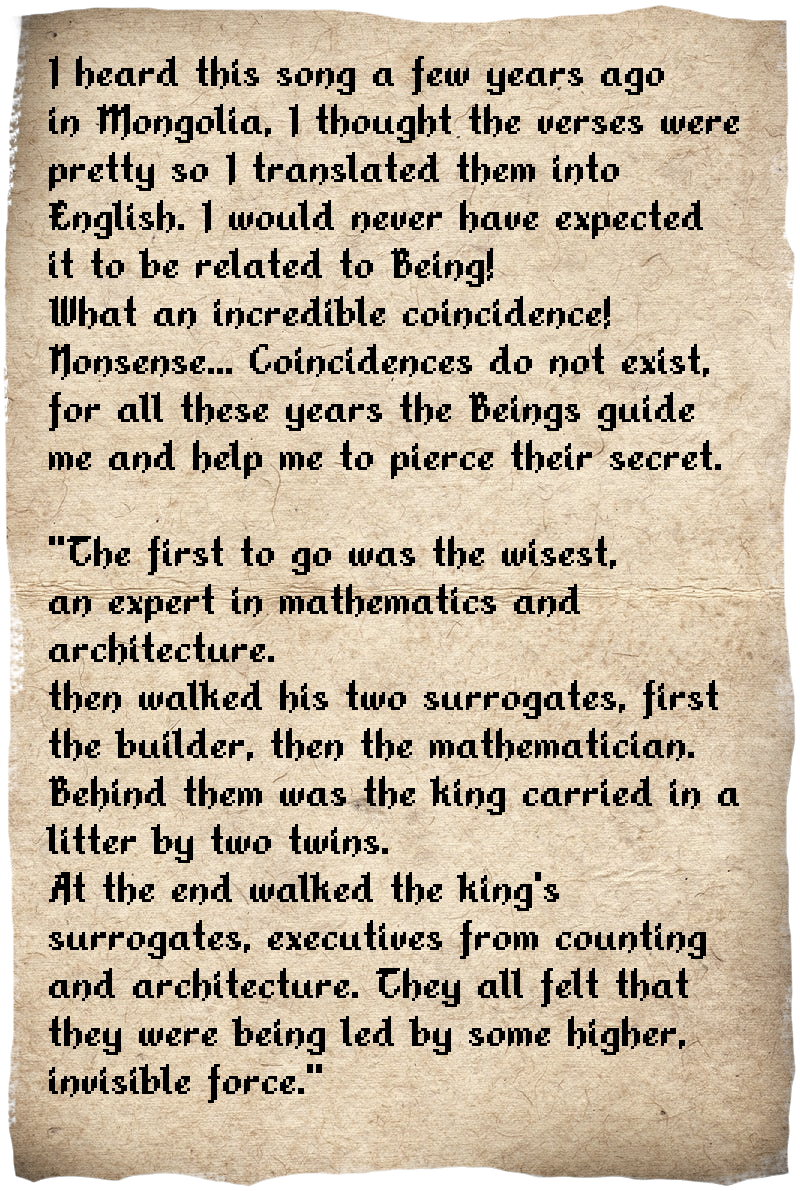 I heard this song a few years ago
in Mongolia, I thought the verses were
pretty so I translated them into
English. I would never have expected
it to be related to Being!
What an incredible coincidence!
Nonsense... Coincidences do not exist,
for all these years the Beings guide
me and help me to pierce their secret.

"The first to go was the wisest,
an expert in mathematics and
architecture.
then walked his two surrogates, first
the builder, then the mathematician.
Behind them was the king carried in a
litter by two twins.
At the end walked the king's
surrogates, executives from counting
and architecture. They all felt that
they were being led by some higher,
invisible force."